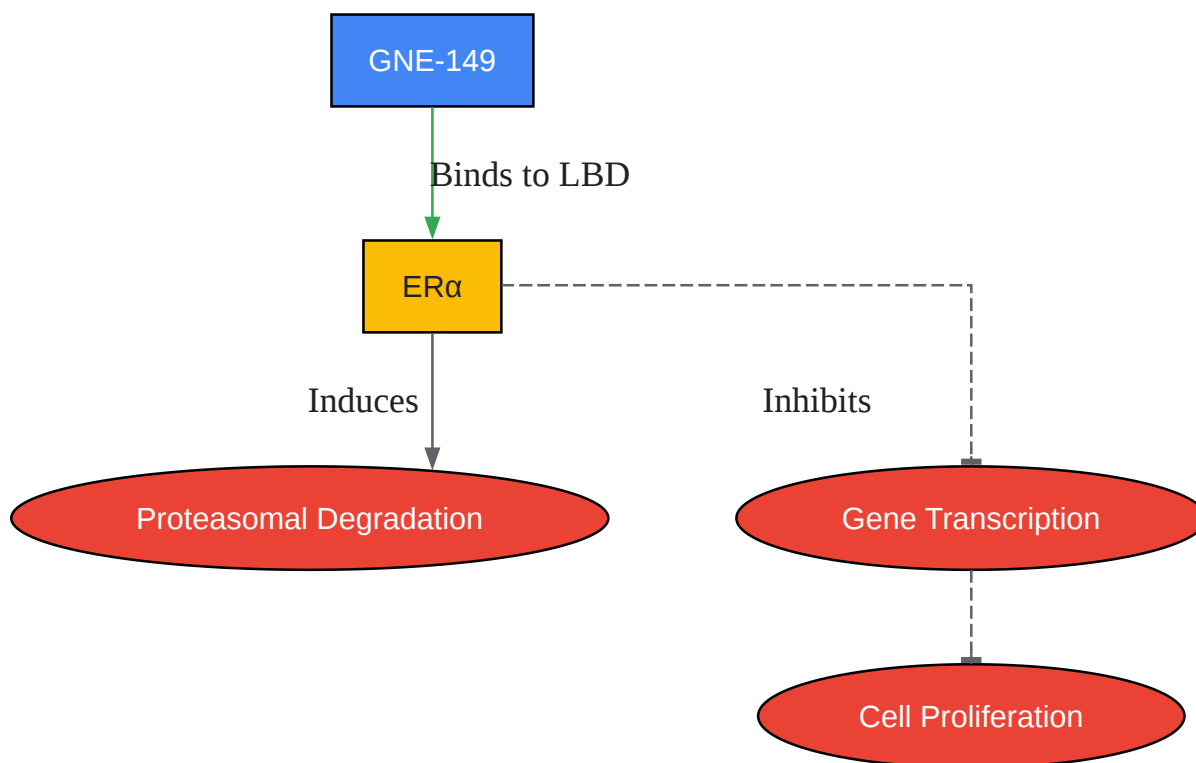 GNE-149
Binds to LBD
ERα
Induces
Inhibits
Proteasomal Degradation
Gene Transcription
Cell Proliferation